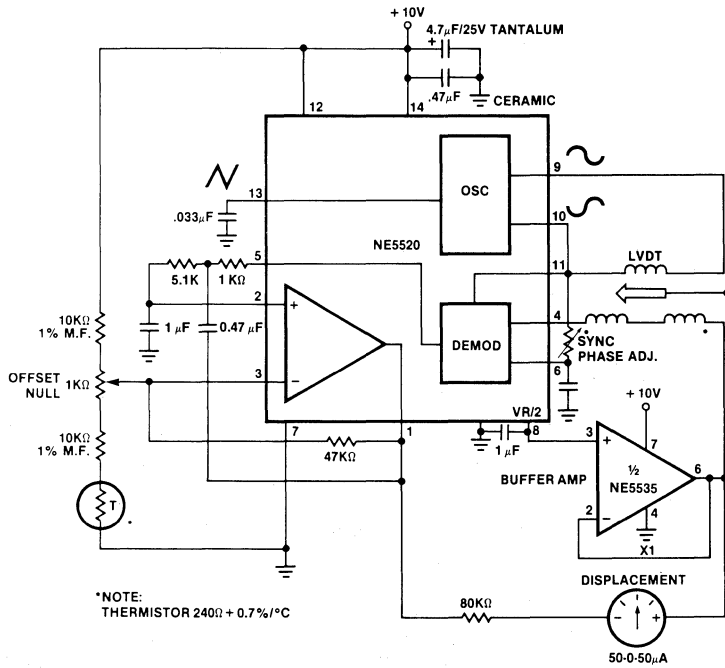 + 10V
4.7μF/25V TANTALUM
+
.47μF
CERAMIC
12
14
OSC
9
13
.033μF
10
NE5520
LVDT
11
5
5.1K
1 KΩ
2
+
DEMOD
4
10KΩ
1% M.F.
1 μF
0.47μF
SYNC
PHASE ADJ.
6
OFFSET
NULL
1KΩ
3
−
+ 10V
VR/2
7
1
8
1 μF
47KΩ
10KΩ
1% M.F.
3
+
7
BUFFER AMP
½
NE5535
6
T
2
−
4
X1
DISPLACEMENT
*NOTE:
THERMISTOR 240Ω + 0.7%/°C
80KΩ
−
+
50-0-50μA